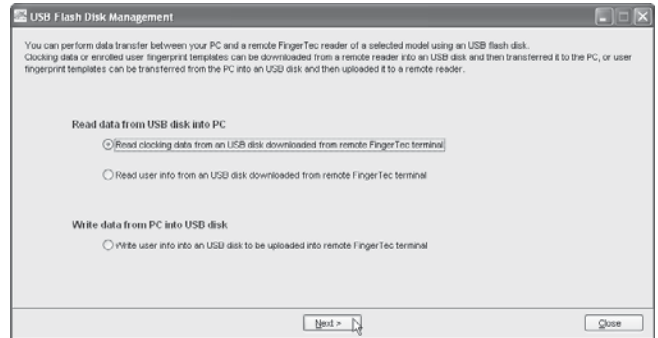 USB Flash Disk Management
You can perform data transfer between your PC and a remote FingerTec reader of a selected model using an USB flash disk.
Clocking data or enrolled user fingerprint templates can be downloaded from a remote reader into an USB disk and then transferred it to the PC, or user
fingerprint templates can be transferred from the PC into an USB disk and then uploaded it to a remote reader.
Read data from USB disk into PC
Read clocking data from an USB disk downloaded from remote FingerTec terminal
Read user info from an USB disk downloaded from remote FingerTec terminal
Write data from PC into USB disk
Write user info into an USB disk to be uploaded into remote FingerTec terminal
Next >
Close